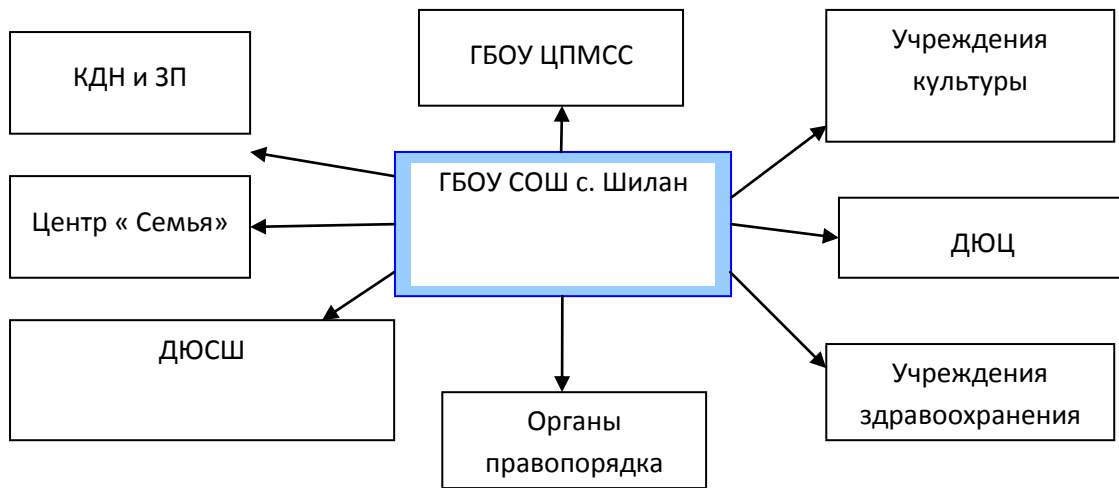 КДН и ЗП
ГБОУ ЦПМСС
Учреждения
культуры
ГБОУ СОШ с. Шилан
Центр « Семья»
ДЮЦ
ДЮСШ
Органы
правопорядка
Учреждения
здравоохранения